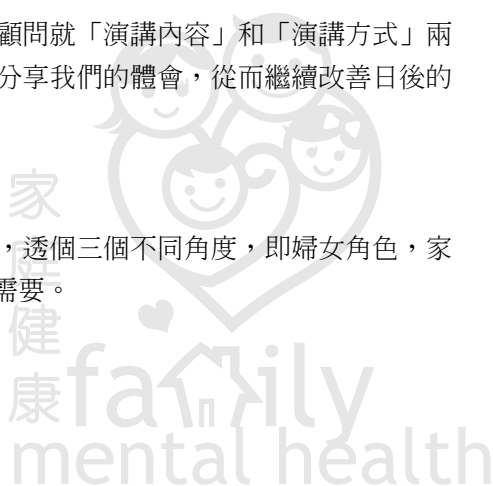 顧問就「演講內容」和「演講方式」兩
分享我們的體會，從而繼續改善日後的
，透個三個不同角度，即婦女角色，家
需要。
家
庭
健
康
family
mental health